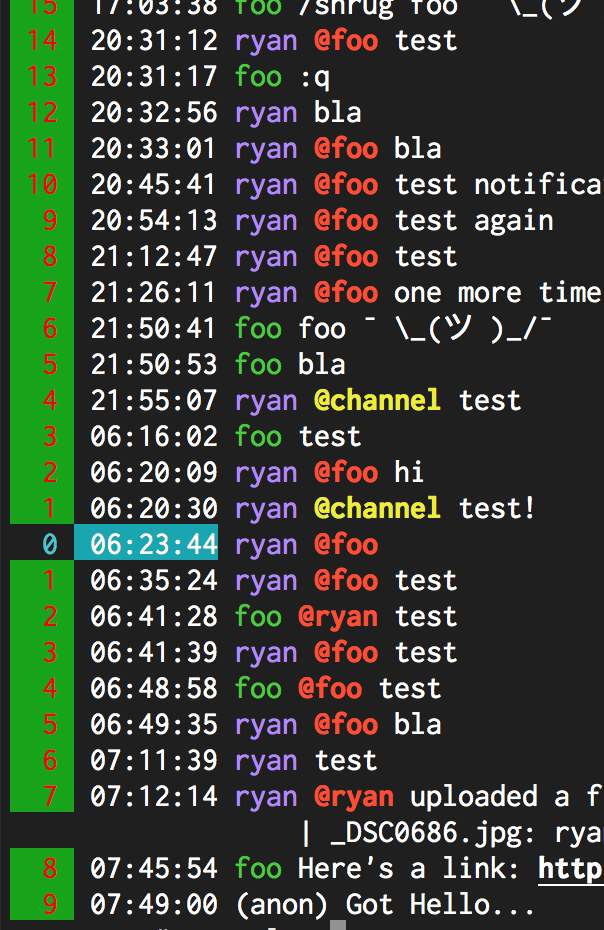 15 17:03:38 foo /shrug foo ¯\_(ツ
14 20:31:12 ryan @foo test
13 20:31:17 foo :q
12 20:32:56 ryan bla
11 20:33:01 ryan @foo bla
10 20:45:41 ryan @foo test notifica
9 20:54:13 ryan @foo test again
8 21:12:47 ryan @foo test
7 21:26:11 ryan @foo one more time
6 21:50:41 foo foo ¯ \_(ツ )_/¯
5 21:50:53 foo bla
4 21:55:07 ryan @channel test
3 06:16:02 foo test
2 06:20:09 ryan @foo hi
1 06:20:30 ryan @channel test!
0 06:23:44 ryan @foo
1 06:35:24 ryan @foo test
2 06:41:28 foo @ryan test
3 06:41:39 ryan @foo test
4 06:48:58 foo @foo test
5 06:49:35 ryan @foo bla
6 07:11:39 ryan test
7 07:12:14 ryan @ryan uploaded a f
| _DSC0686.jpg: rya
8 07:45:54 foo Here's a link: http
9 07:49:00 (anon) Got Hello...